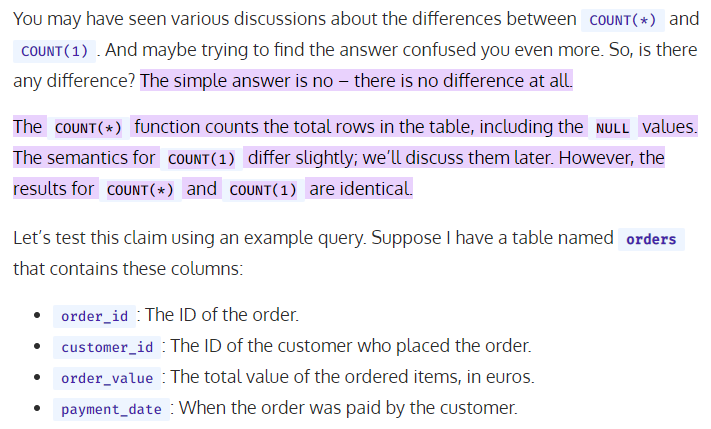 You may have seen various discussions about the differences between COUNT(*) and
COUNT(1) . And maybe trying to find the answer confused you even more. So, is there
any difference? The simple answer is no – there is no difference at all.
The COUNT(*) function counts the total rows in the table, including the NULL values.
The semantics for COUNT(1) differ slightly; we’ll discuss them later. However, the
results for COUNT(*) and COUNT(1) are identical.
Let’s test this claim using an example query. Suppose I have a table named orders
that contains these columns:
• order_id : The ID of the order.
• customer_id : The ID of the customer who placed the order.
• order_value : The total value of the ordered items, in euros.
• payment_date : When the order was paid by the customer.